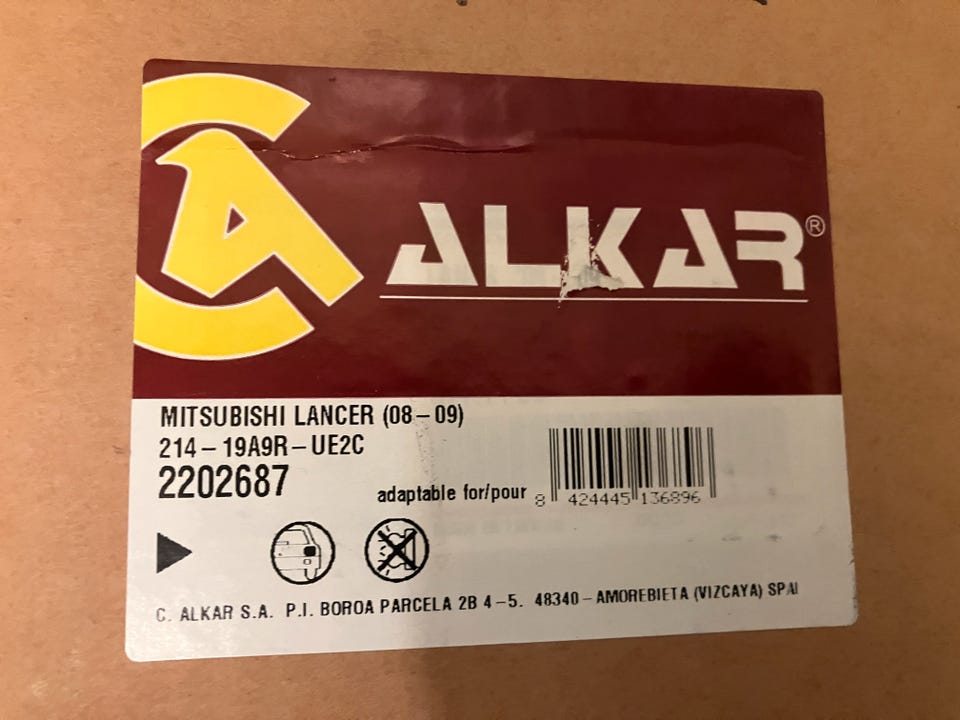 ALKAR®
MITSUBISHI LANCER (08-09)
214-19A9R-UE2C
2202687
adaptable for/pour
8 424445 136896
C. ALKAR S.A. P.I. BOROA PARCELA 2B 4-5. 48340-AMOREBIETA (VIZCAYA) SPAI